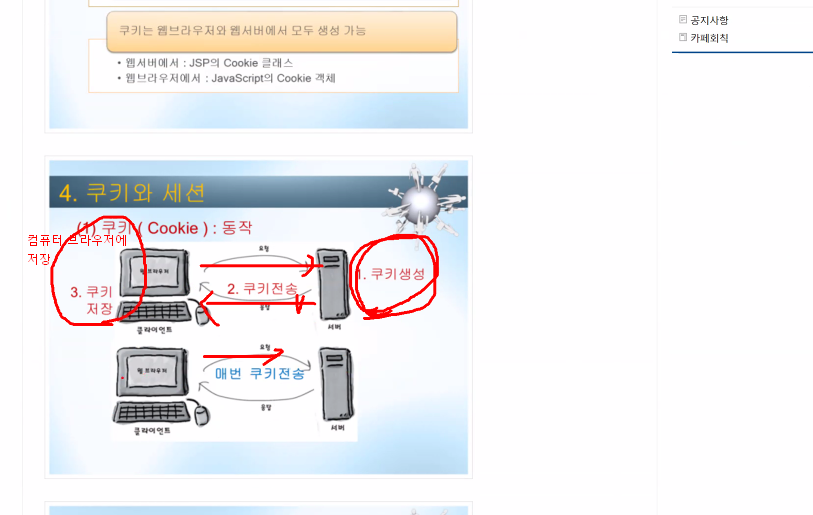 쿠키는 웹브라우저와 웹서버에서 모두 생성 가능
• 웹서버에서 : JSP의 Cookie 클래스
• 웹브라우저에서 : JavaScript의 Cookie 객체
공지사항
카페회칙
4. 쿠키와 세션
(1) 쿠키 ( Cookie ) : 동작
컴퓨터 브라우저에
저장
요청
웹 브라우저
1. 쿠키생성
2. 쿠키전송
3. 쿠키
저장
응답
클라이언트
서버
요청
웹 브라우저
매번 쿠키전송
응답
클라이언트
서버